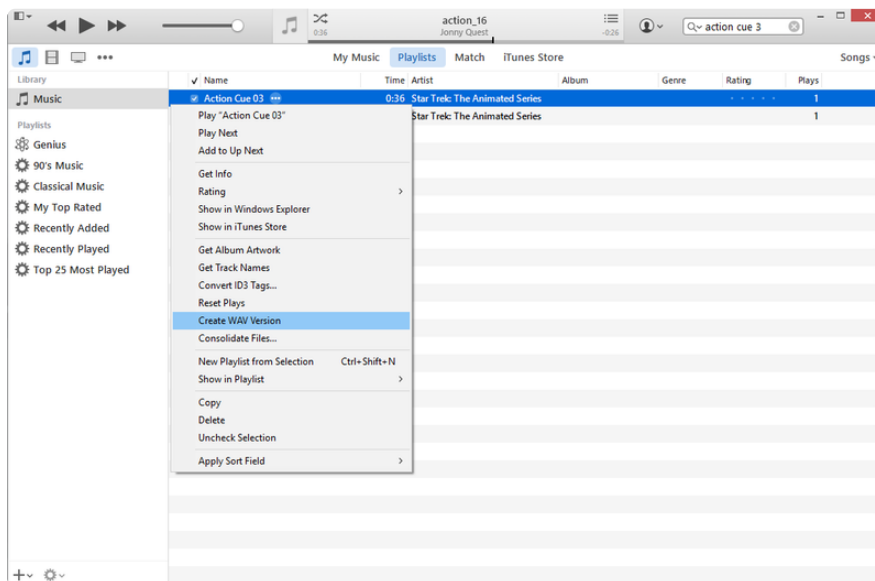 action_16
Jonny Quest
0:36
-0:26
action cue 3
My Music Playlists Match iTunes Store
Songs
Library
Music
Playlists
Genius
90's Music
Classical Music
My Top Rated
Recently Added
Recently Played
Top 25 Most Played
Name Time Artist Album Genre Rating Plays
Action Cue 03 0:36 Star Trek: The Animated Series 1
Star Trek: The Animated Series 1
Play "Action Cue 03"
Play Next
Add to Up Next
Get Info
Rating
Show in Windows Explorer
Show in iTunes Store
Get Album Artwork
Get Track Names
Convert ID3 Tags...
Reset Plays
Create WAV Version
Consolidate Files...
New Playlist from Selection Ctrl+Shift+N
Show in Playlist
Copy
Delete
Uncheck Selection
Apply Sort Field